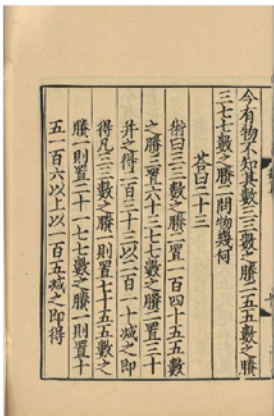 今有物不知其數三三數之賸二五五數之賸
三七七數之賸二問物幾何
荅曰二十三
術曰三三數之賸二置一百四十五五數
之賸三置六十三七七數之賸二置三十
并之得二百三十三以二百一十減之即
得凡三三數之賸一則置七十五五數之
賸一則置二十一七七數之賸一則置十
五一百六以上以一百五減之即得